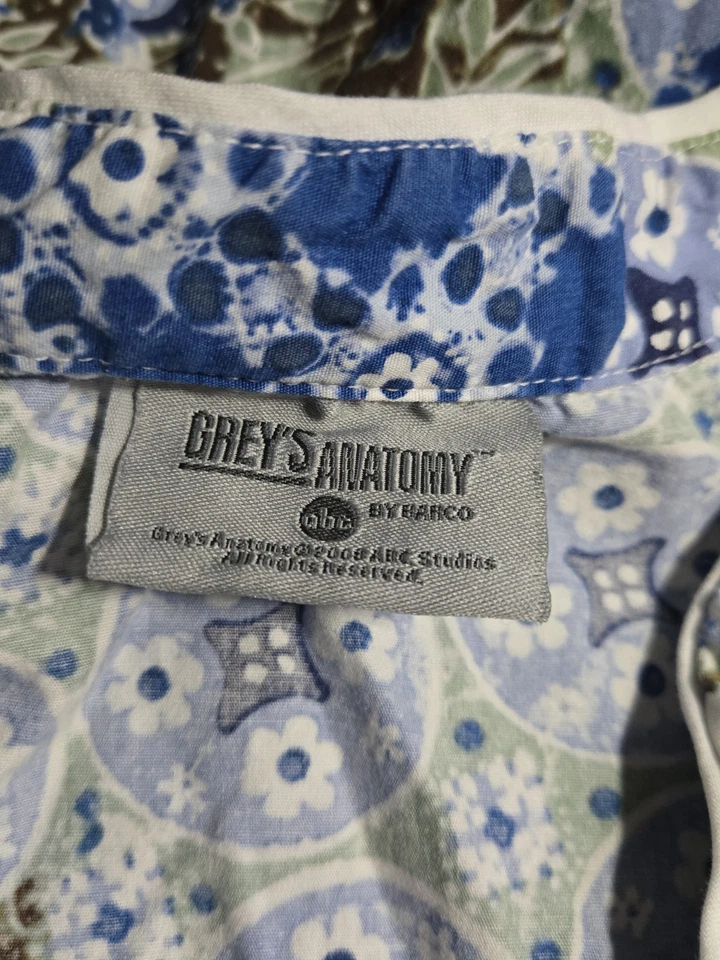 GREY'S ANATOMY™
abc BY BARCO
Grey's Anatomy ©2008 ABC Studios
All Rights Reserved.